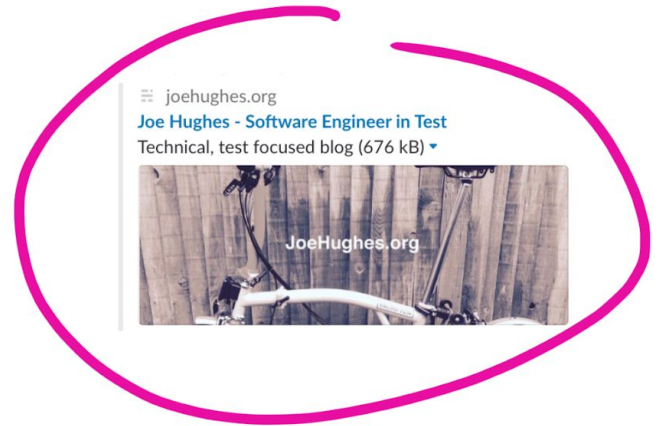 joehughes.org
Joe Hughes - Software Engineer in Test
Technical, test focused blog (676 kB)
JoeHughes.org